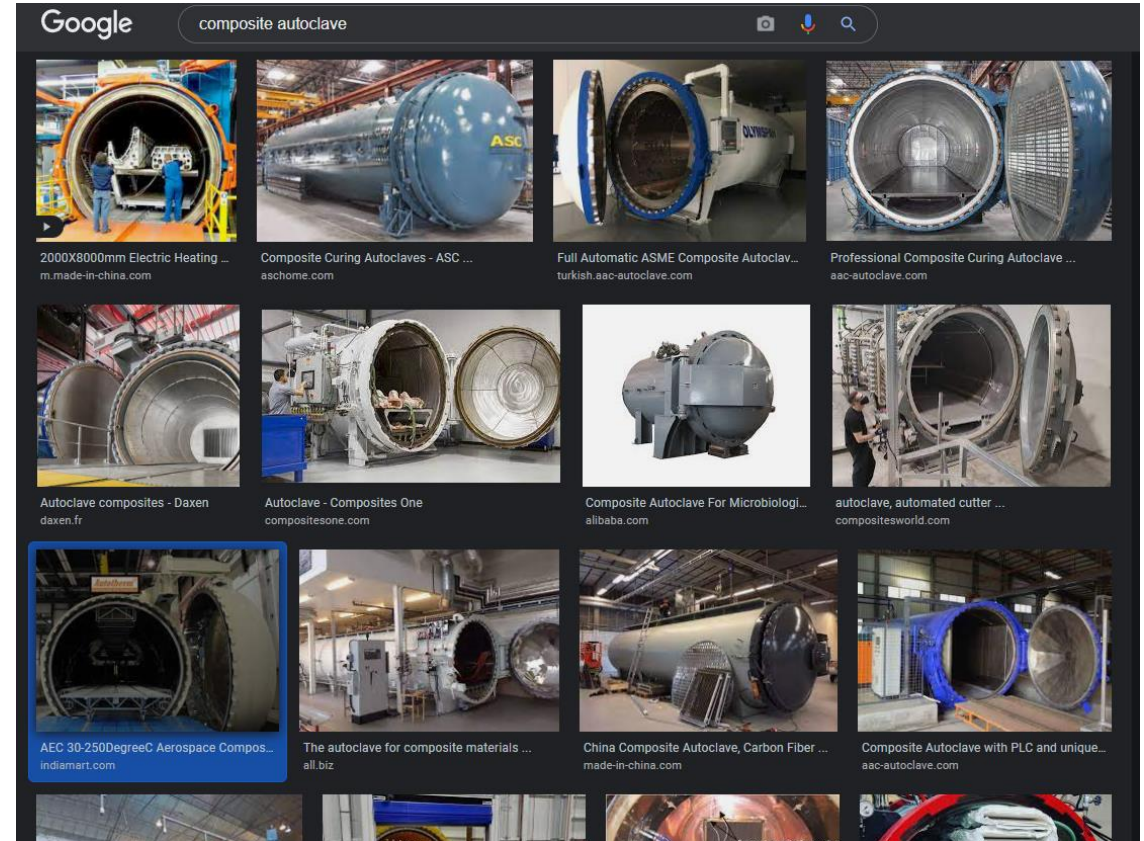 Google
composite autoclave
ASC
OLYMSPAN
2000X8000mm Electric Heating ...
m.made-in-china.com
Composite Curing Autoclaves - ASC ...
aschome.com
Full Automatic ASME Composite Autoclav...
turkish.aac-autoclave.com
Professional Composite Curing Autoclave ...
aac-autoclave.com
Autoclave composites - Daxen
daxen.fr
Autoclave - Composites One
compositesone.com
Composite Autoclave For Microbiologi...
alibaba.com
autoclave, automated cutter ...
compositesworld.com
Autotherm
AEC 30-250DegreeC Aerospace Compos...
indiamart.com
The autoclave for composite materials ...
all.biz
China Composite Autoclave, Carbon Fiber ...
made-in-china.com
Composite Autoclave with PLC and unique...
aac-autoclave.com